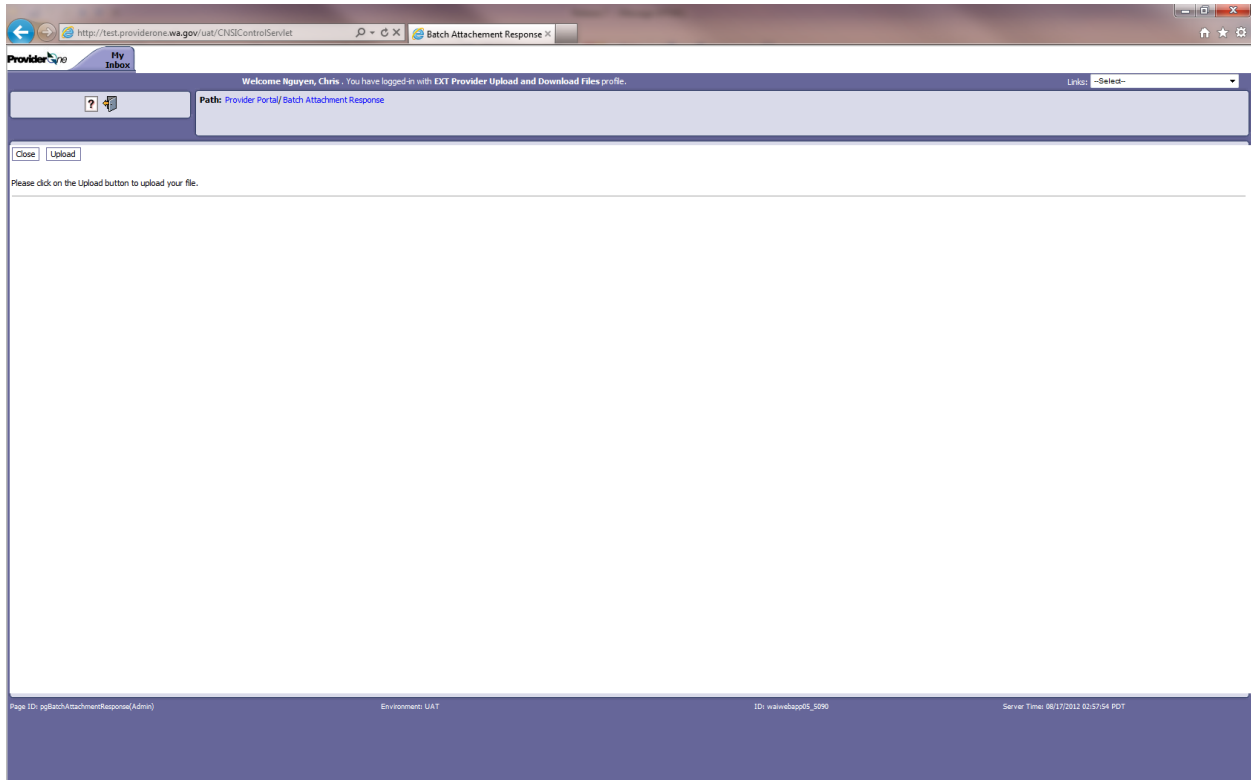 http://test.providerone.wa.gov/uat/CNSIControlServlet
Batch Attachement Response
ProviderOne
My
Inbox
Welcome Nguyen, Chris . You have logged-in with EXT Provider Upload and Download Files profile.
Links: --Select--
Path: Provider Portal/ Batch Attachment Response
Close Upload
Please click on the Upload button to upload your file.
Page ID: pgBatchAttachmentResponse(Admin) Environment: UAT ID: waiwebapp05_5090 Server Time: 08/17/2012 02:57:54 PDT